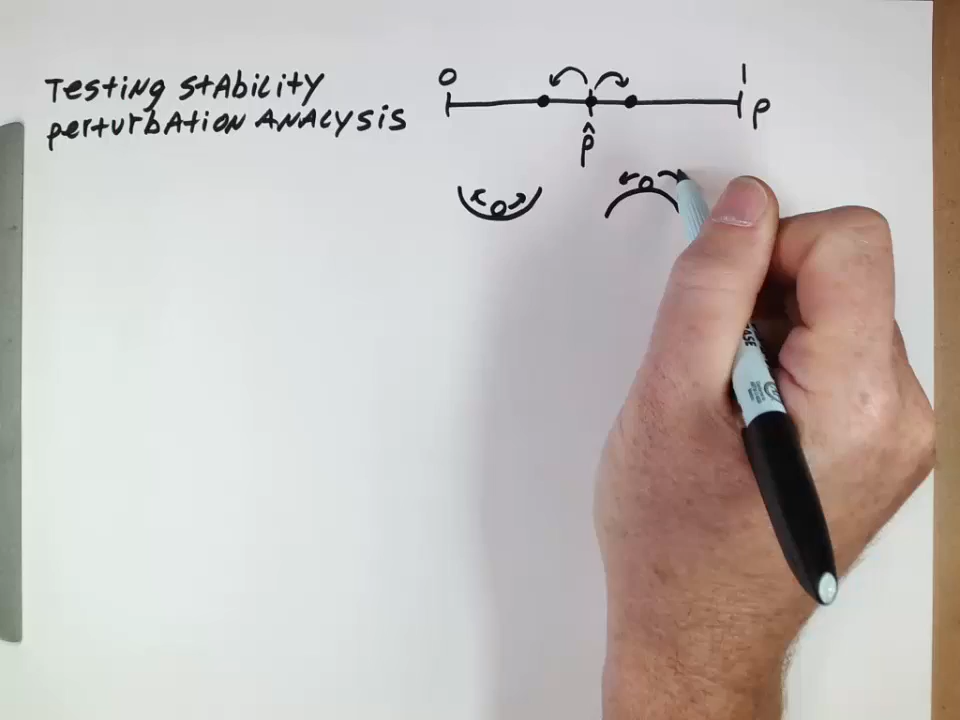 Testing stability
perturbation analysis
0 1
p
p̂